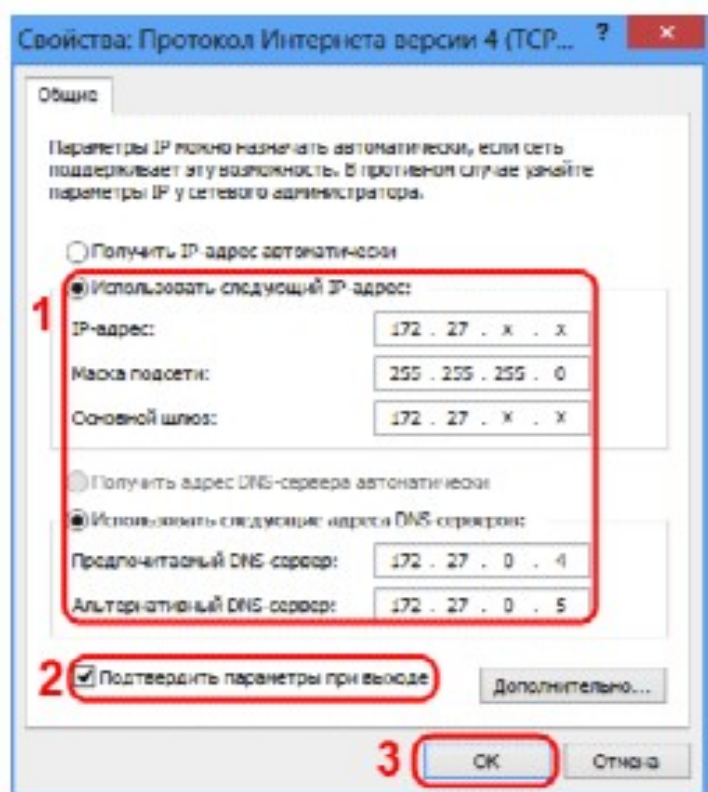 Свойства: Протокол Интернета версии 4 (TCP... ? ×
Общие
Параметры IP можно назначать автоматически, если сеть
поддерживает эту возможность. В противном случае узнайте
параметры IP у сетевого администратора.
Получить IP-адрес автоматически
Использовать следующий IP-адрес:
1
IP-адрес: 172 . 27 . x . x
Маска подсети: 255 . 255 . 255 . 0
Основной шлюз: 172 . 27 . x . x
Получить адрес DNS-сервера автоматически
Использовать следующие адреса DNS-серверов:
Предпочитаемый DNS-сервер: 172 . 27 . 0 . 4
Альтернативный DNS-сервер: 172 . 27 . 0 . 5
2 Подтвердить параметры при выходе
Дополнительно...
3 ОК Отмена